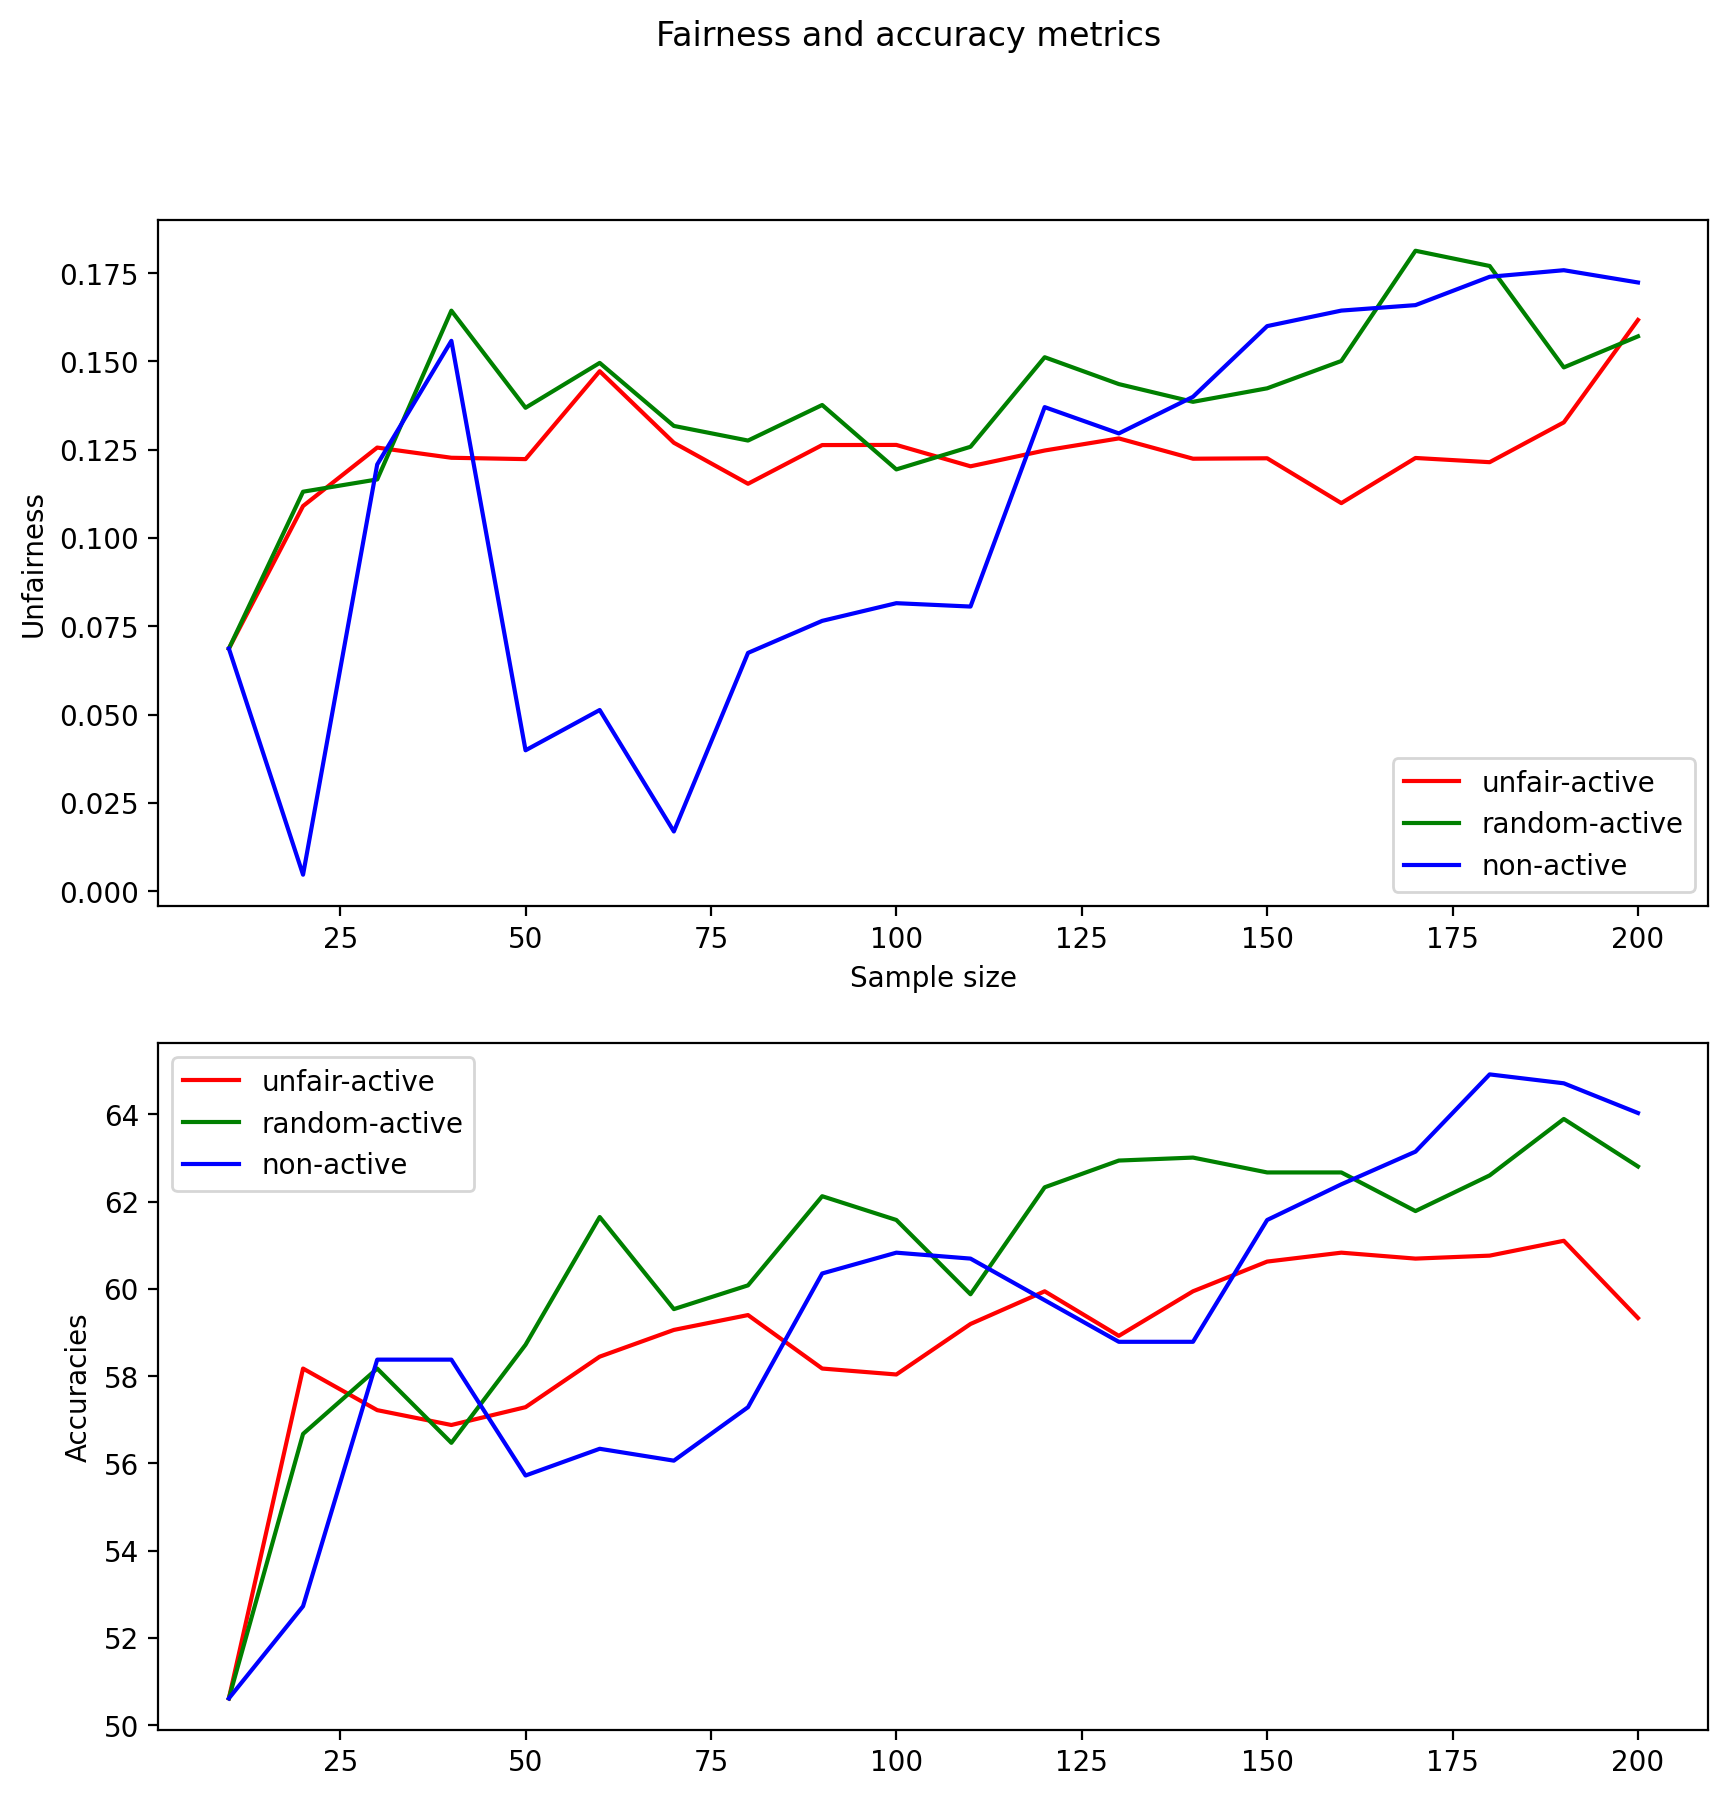 Fairness and accuracy metrics
0.175
0.150
0.125
0.100
0.075
0.050
0.025
0.000
Unfairness
unfair-active
random-active
non-active
25 50 75 100 125 150 175 200
Sample size
unfair-active
random-active
non-active
64
62
60
58
56
54
52
50
Accuracies
25 50 75 100 125 150 175 200